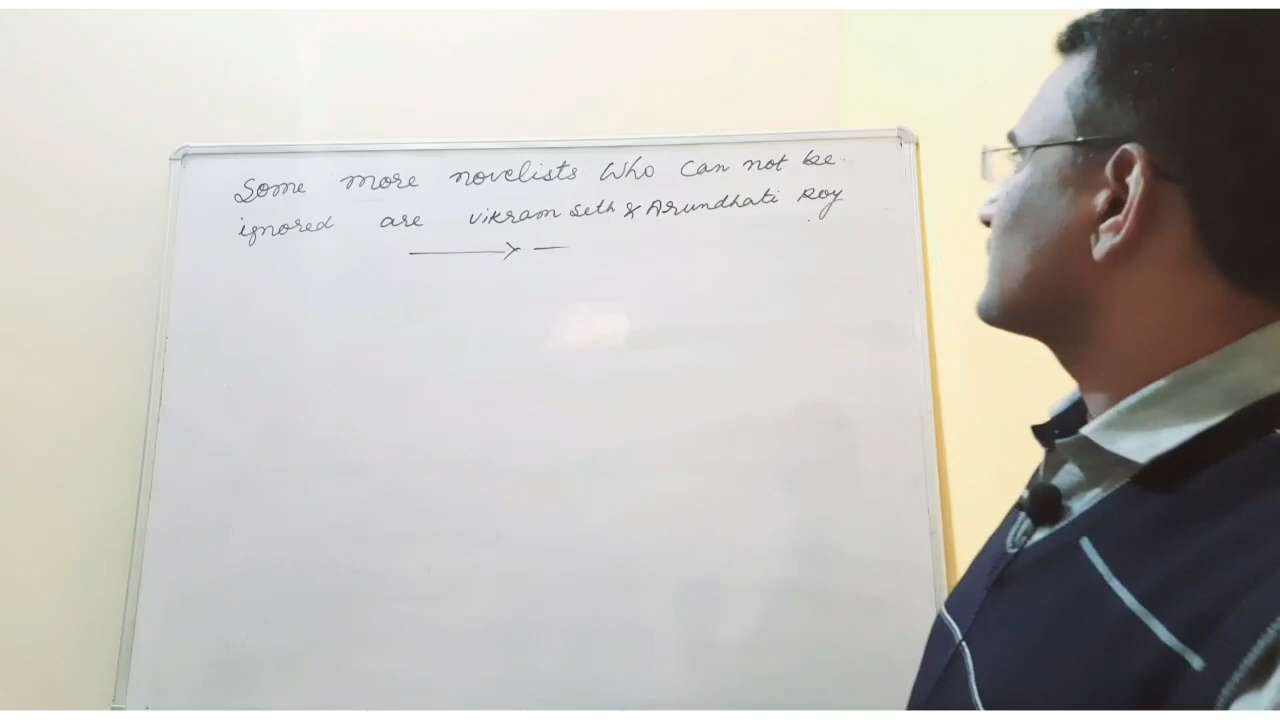 Some more novelists who can not be
ignored are Vikram Seth & Arundhati Roy